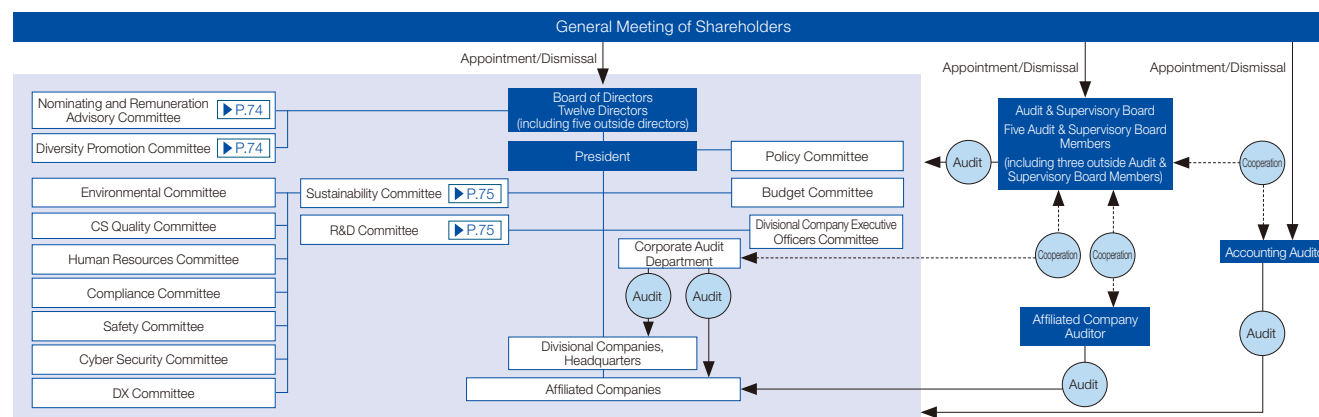 General Meeting of Shareholders
Appointment/Dismissal
Appointment/Dismissal
Appointment/Dismissal
Nominating and Remuneration
Advisory Committee
▶P.74
Diversity Promotion Committee
▶P.74
Board of Directors
Twelve Directors
(including five outside directors)
President
Policy Committee
Environmental Committee
Sustainability Committee
▶P.75
Budget Committee
CS Quality Committee
R&D Committee
▶P.75
Divisional Company Executive
Officers Committee
Human Resources Committee
Corporate Audit
Department
Compliance Committee
Audit
Audit
Safety Committee
Cyber Security Committee
Divisional Companies,
Headquarters
DX Committee
Affiliated Companies
Audit
Audit & Supervisory Board
Five Audit & Supervisory Board
Members
(including three outside Audit &
Supervisory Board Members)
Cooperation
Cooperation
Cooperation
Accounting Audito
Affiliated Company
Auditor
Audit
Audit